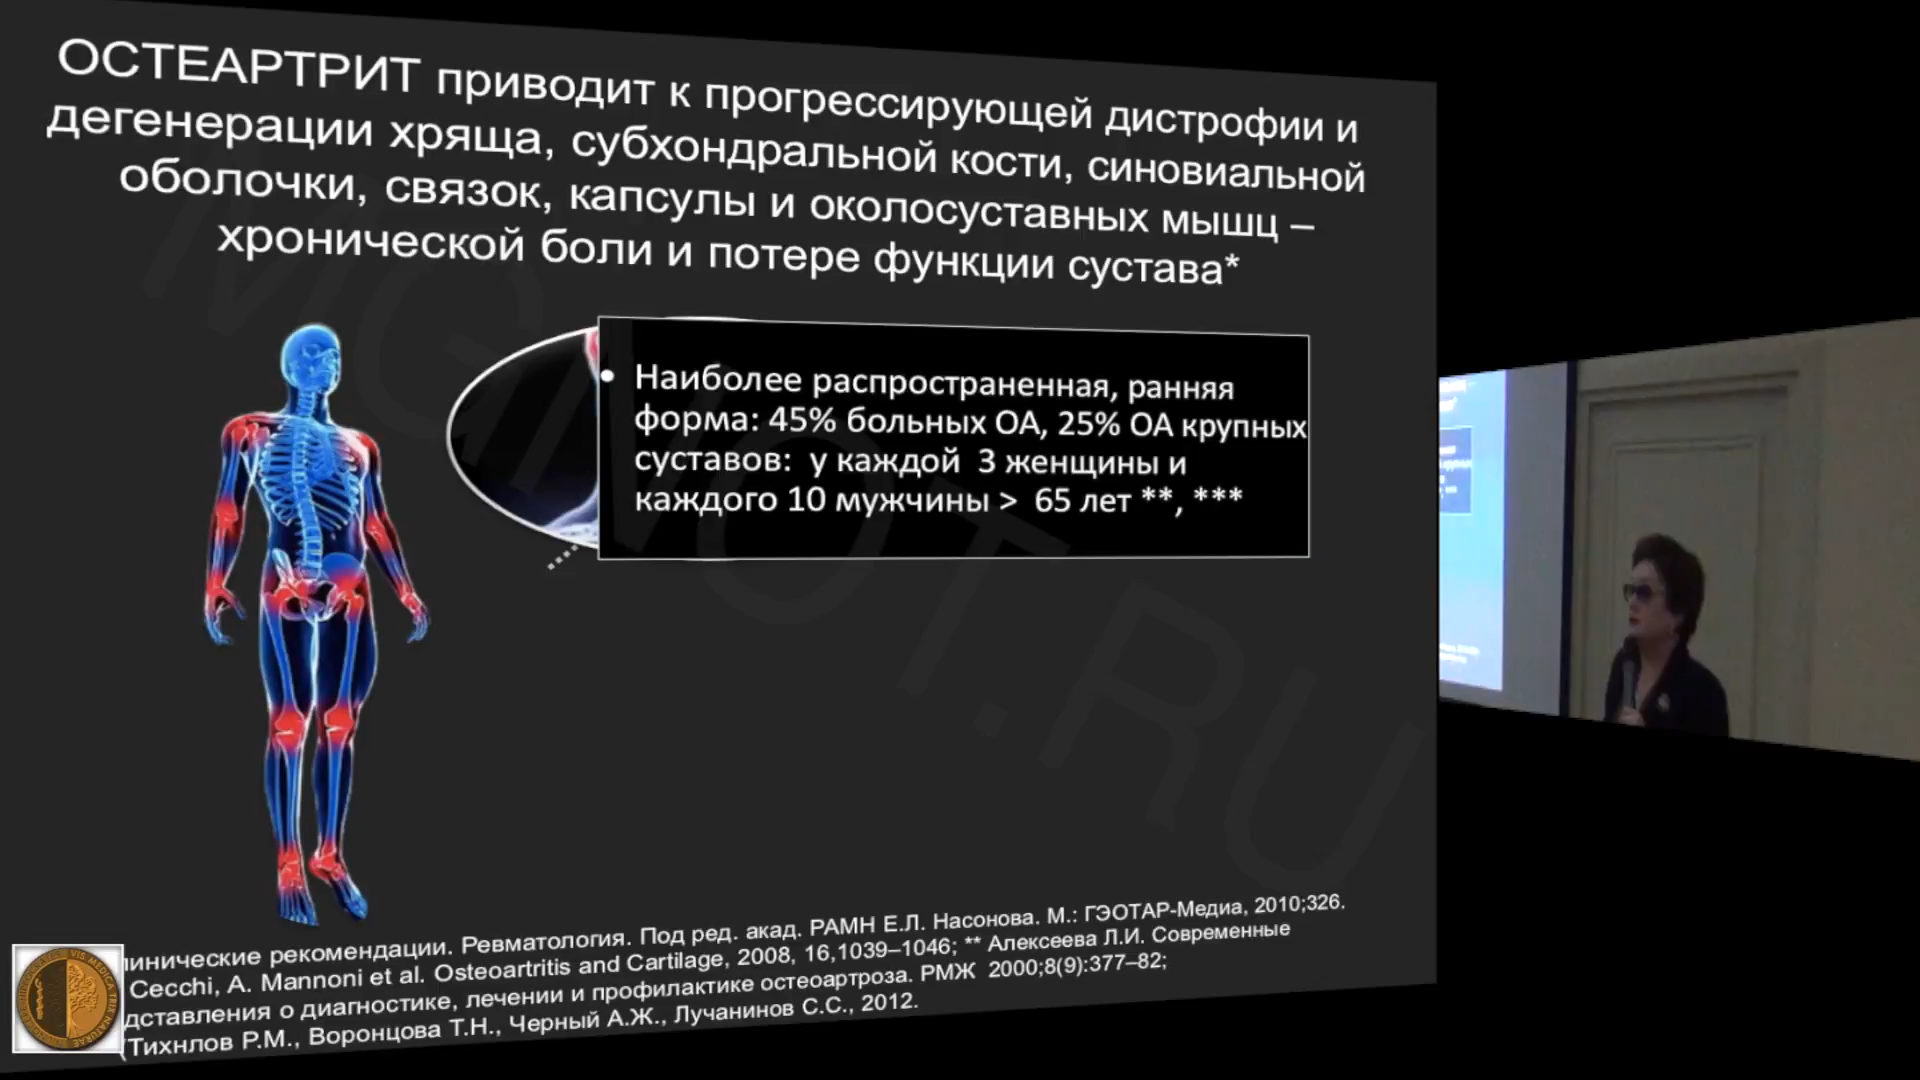 ОСТЕАРТРИТ приводит к прогрессирующей дистрофии и
дегенерации хряща, субхондральной кости, синовиальной
оболочки, связок, капсулы и околосуставных мышц –
хронической боли и потере функции сустава*
• Наиболее распространенная, ранняя
форма: 45% больных ОА, 25% ОА крупных
суставов: у каждой 3 женщины и
каждого 10 мужчины > 65 лет **, ***
MGNOT.RU
линические рекомендации. Ревматология. Под ред. акад. РАМН Е.Л. Насонова. М.: ГЭОТАР-Медиа, 2010;326.
Cecchi, A. Mannoni et al. Osteoartritis and Cartilage, 2008, 16,1039–1046; ** Алексеева Л.И. Современные
дставления о диагностике, лечении и профилактике остеоартроза. РМЖ 2000;8(9):377–82;
(Тихнлов Р.М., Воронцова Т.Н., Черный А.Ж., Лучанинов С.С., 2012.